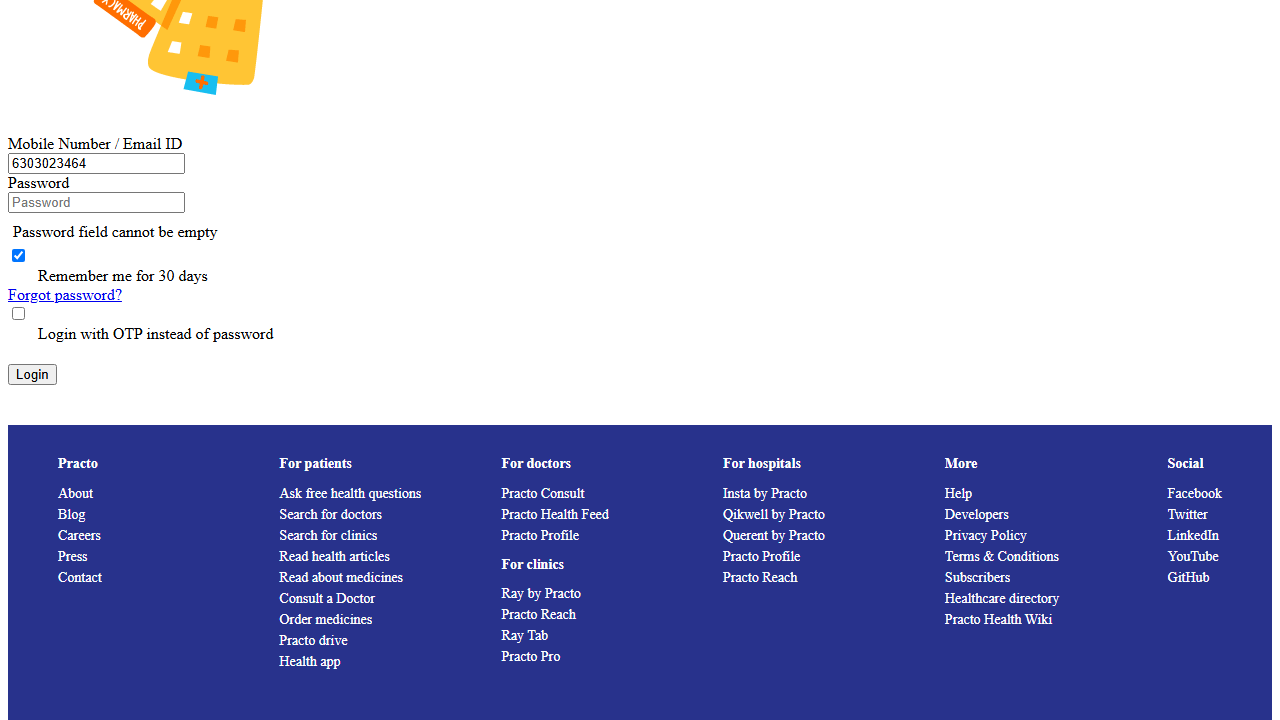 PHARMACY
Mobile Number / Email ID
6303023464
Password
Password
Password field cannot be empty
Remember me for 30 days
Forgot password?
Login with OTP instead of password
Login
Practo
About
Blog
Careers
Press
Contact
For patients
Ask free health questions
Search for doctors
Search for clinics
Read health articles
Read about medicines
Consult a Doctor
Order medicines
Practo drive
Health app
For doctors
Practo Consult
Practo Health Feed
Practo Profile
For clinics
Ray by Practo
Practo Reach
Ray Tab
Practo Pro
For hospitals
Insta by Practo
Qikwell by Practo
Querent by Practo
Practo Profile
Practo Reach
More
Help
Developers
Privacy Policy
Terms & Conditions
Subscribers
Healthcare directory
Practo Health Wiki
Social
Facebook
Twitter
LinkedIn
YouTube
GitHub